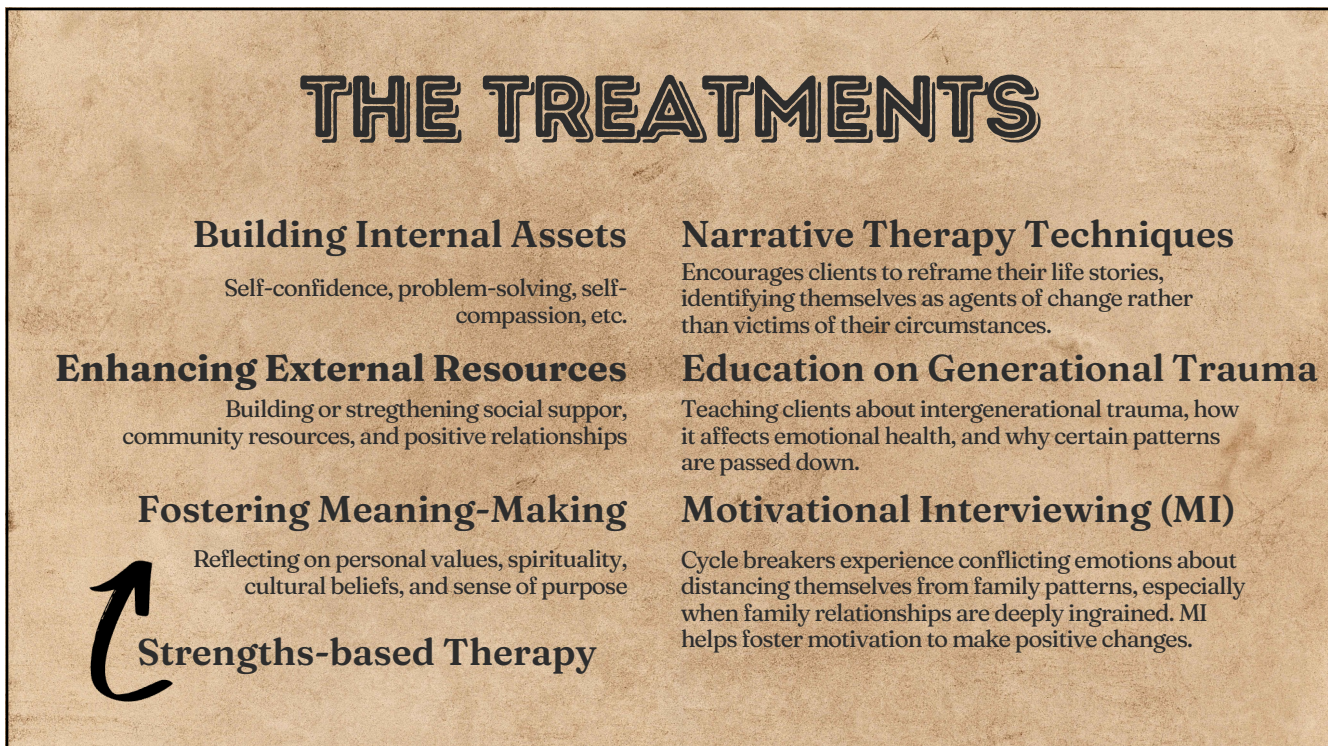 THE TREATMENTS
Building Internal Assets
Self-confidence, problem-solving, self-
compassion, etc.
Enhancing External Resources
Building or stregthening social suppor,
community resources, and positive relationships
Fostering Meaning-Making
Reflecting on personal values, spirituality,
cultural beliefs, and sense of purpose
Strengths-based Therapy
Narrative Therapy Techniques
Encourages clients to reframe their life stories,
identifying themselves as agents of change rather
than victims of their circumstances.
Education on Generational Trauma
Teaching clients about intergenerational trauma, how
it affects emotional health, and why certain patterns
are passed down.
Motivational Interviewing (MI)
Cycle breakers experience conflicting emotions about
distancing themselves from family patterns, especially
when family relationships are deeply ingrained. MI
helps foster motivation to make positive changes.